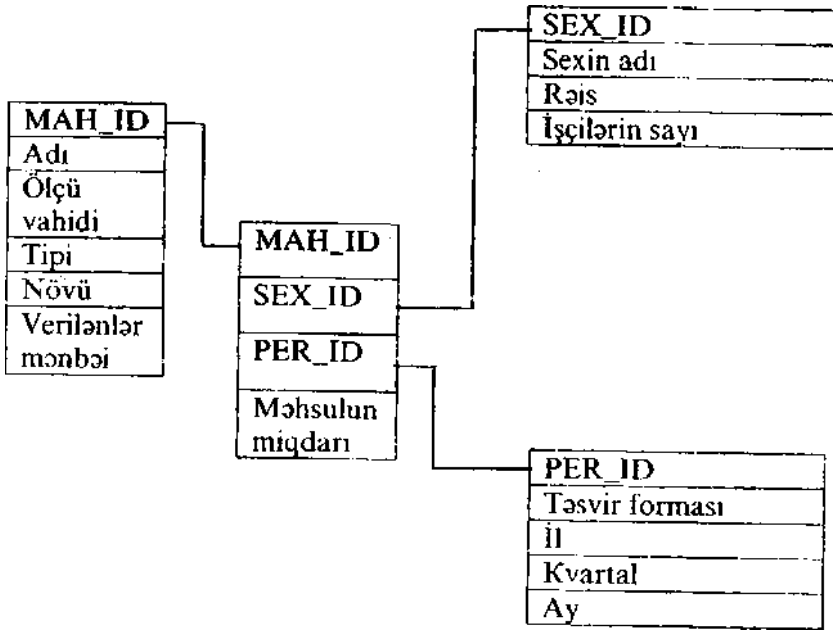 SEX_ID
Sexin adı
Rəis
İşçilərin sayı
MAH_ID
Adı
Ölçü
vahidi
Tipi
Növü
Verilənlər
mənbəi
MAH_ID
SEX_ID
PER_ID
Məhsulun
miqdarı
PER_ID
Təsvir forması
İl
Kvartal
Ay